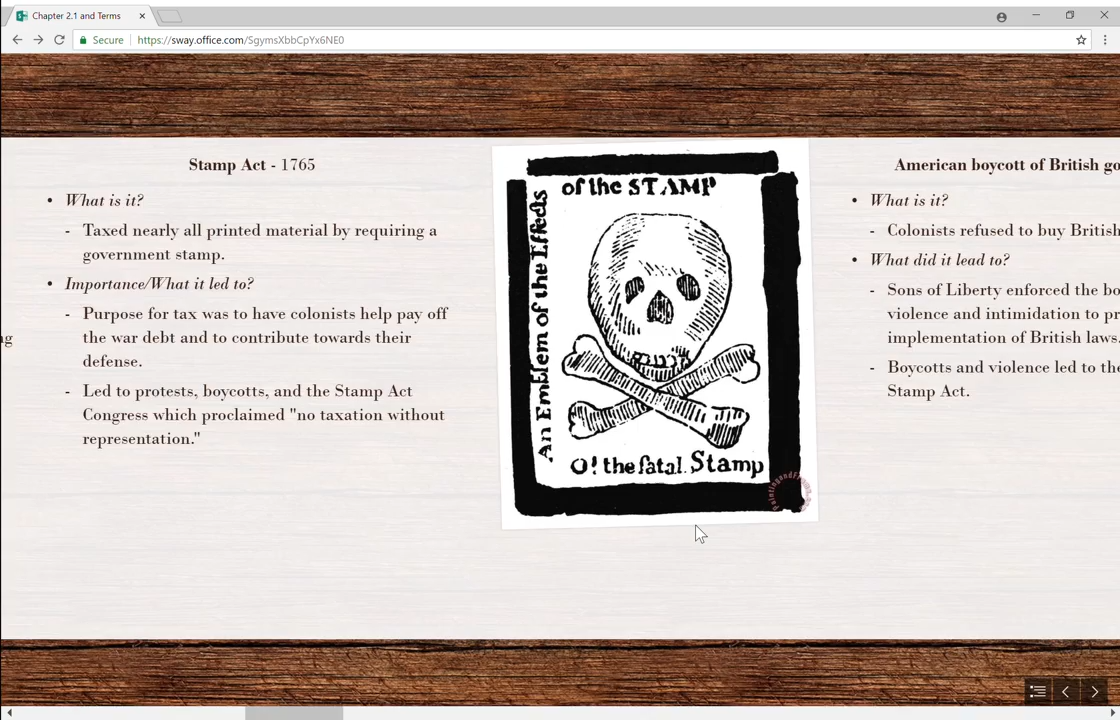 Chapter 2.1 and Terms
Secure
https://sway.office.com/SgymsXbbCpYx6NE0
Stamp Act - 1765
• What is it?
- Taxed nearly all printed material by requiring a
government stamp.
• Importance/What it led to?
- Purpose for tax was to have colonists help pay off
the war debt and to contribute towards their
defense.
- Led to protests, boycotts, and the Stamp Act
Congress which proclaimed "no taxation without
representation."
An Emblem of the Effects
of the STAMP
O! the fatal Stamp
American boycott of British go
• What is it?
- Colonists refused to buy British
• What did it lead to?
- Sons of Liberty enforced the bo
violence and intimidation to pr
implementation of British laws.
- Boycotts and violence led to the
Stamp Act.